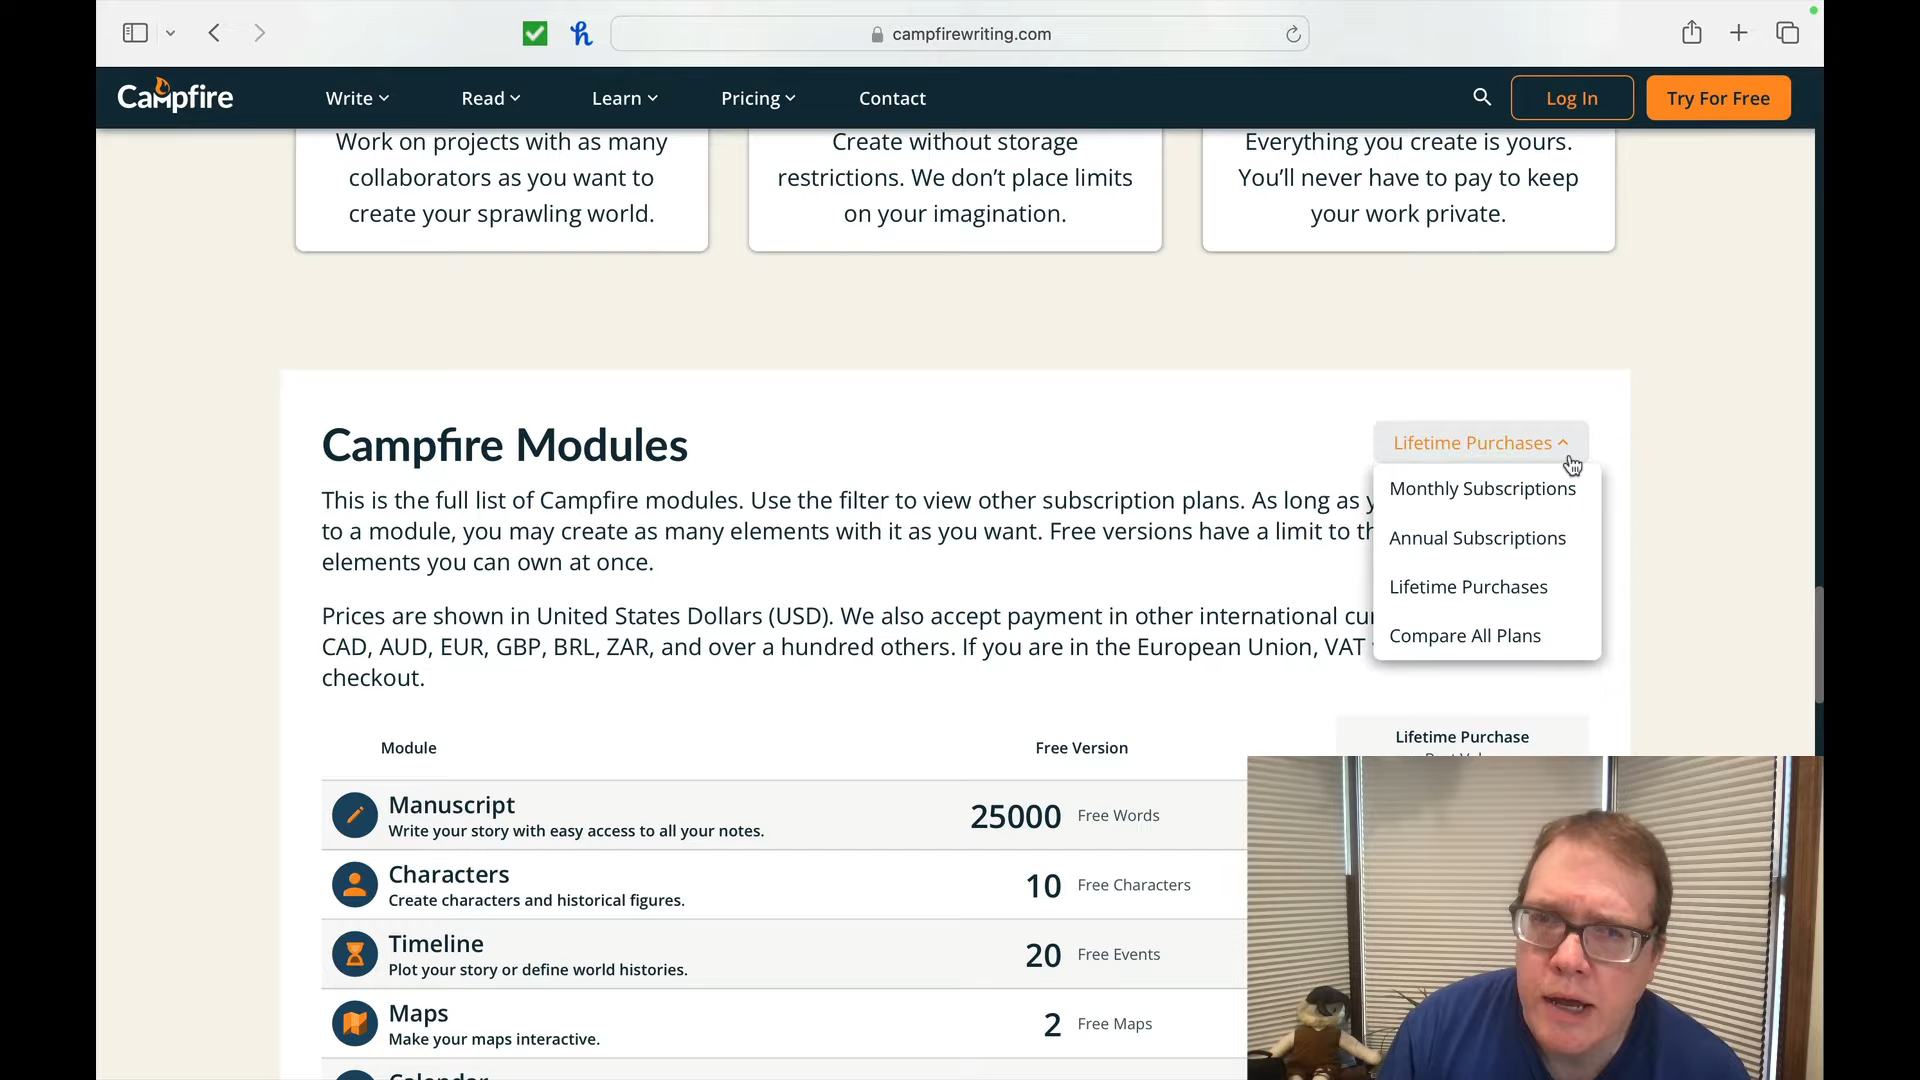 campfirewriting.com
Campfire
Write
Read
Learn
Pricing
Contact
Log In
Try For Free
Work on projects with as many
collaborators as you want to
create your sprawling world.
Create without storage
restrictions. We don't place limits
on your imagination.
Everything you create is yours.
You'll never have to pay to keep
your work private.
Campfire Modules
Lifetime Purchases
Monthly Subscriptions
Annual Subscriptions
Lifetime Purchases
Compare All Plans
This is the full list of Campfire modules. Use the filter to view other subscription plans. As long as
to a module, you may create as many elements with it as you want. Free versions have a limit to
elements you can own at once.
Prices are shown in United States Dollars (USD). We also accept payment in other international
CAD, AUD, EUR, GBP, BRL, ZAR, and over a hundred others. If you are in the European Union, VAT
checkout.
Module
Free Version
Lifetime Purchase
Manuscript
Write your story with easy access to all your notes.
25000 Free Words
Characters
Create characters and historical figures.
10 Free Characters
Timeline
Plot your story or define world histories.
20 Free Events
Maps
Make your maps interactive.
2 Free Maps
Calendar